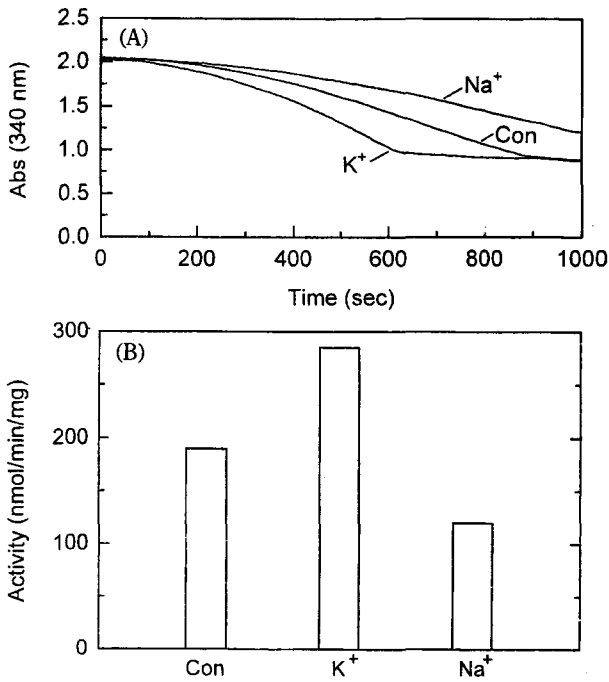 (A)
2.5
2.0
1.5
1.0
0.5
0.0
Abs (340 nm)
Na⁺
Con
K⁺
0 200 400 600 800 1000
Time (sec)
(B)
300
200
100
0
Activity (nmol/min/mg)
Con K⁺ Na⁺